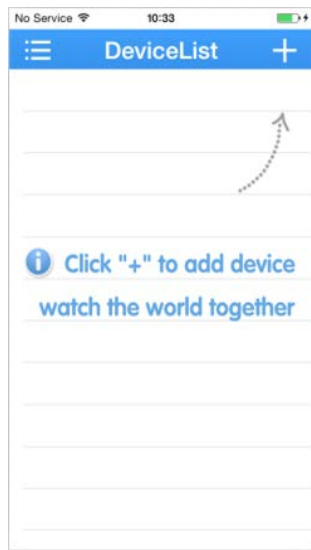 No Service 10:33
DeviceList +
Click "+" to add device
watch the world together